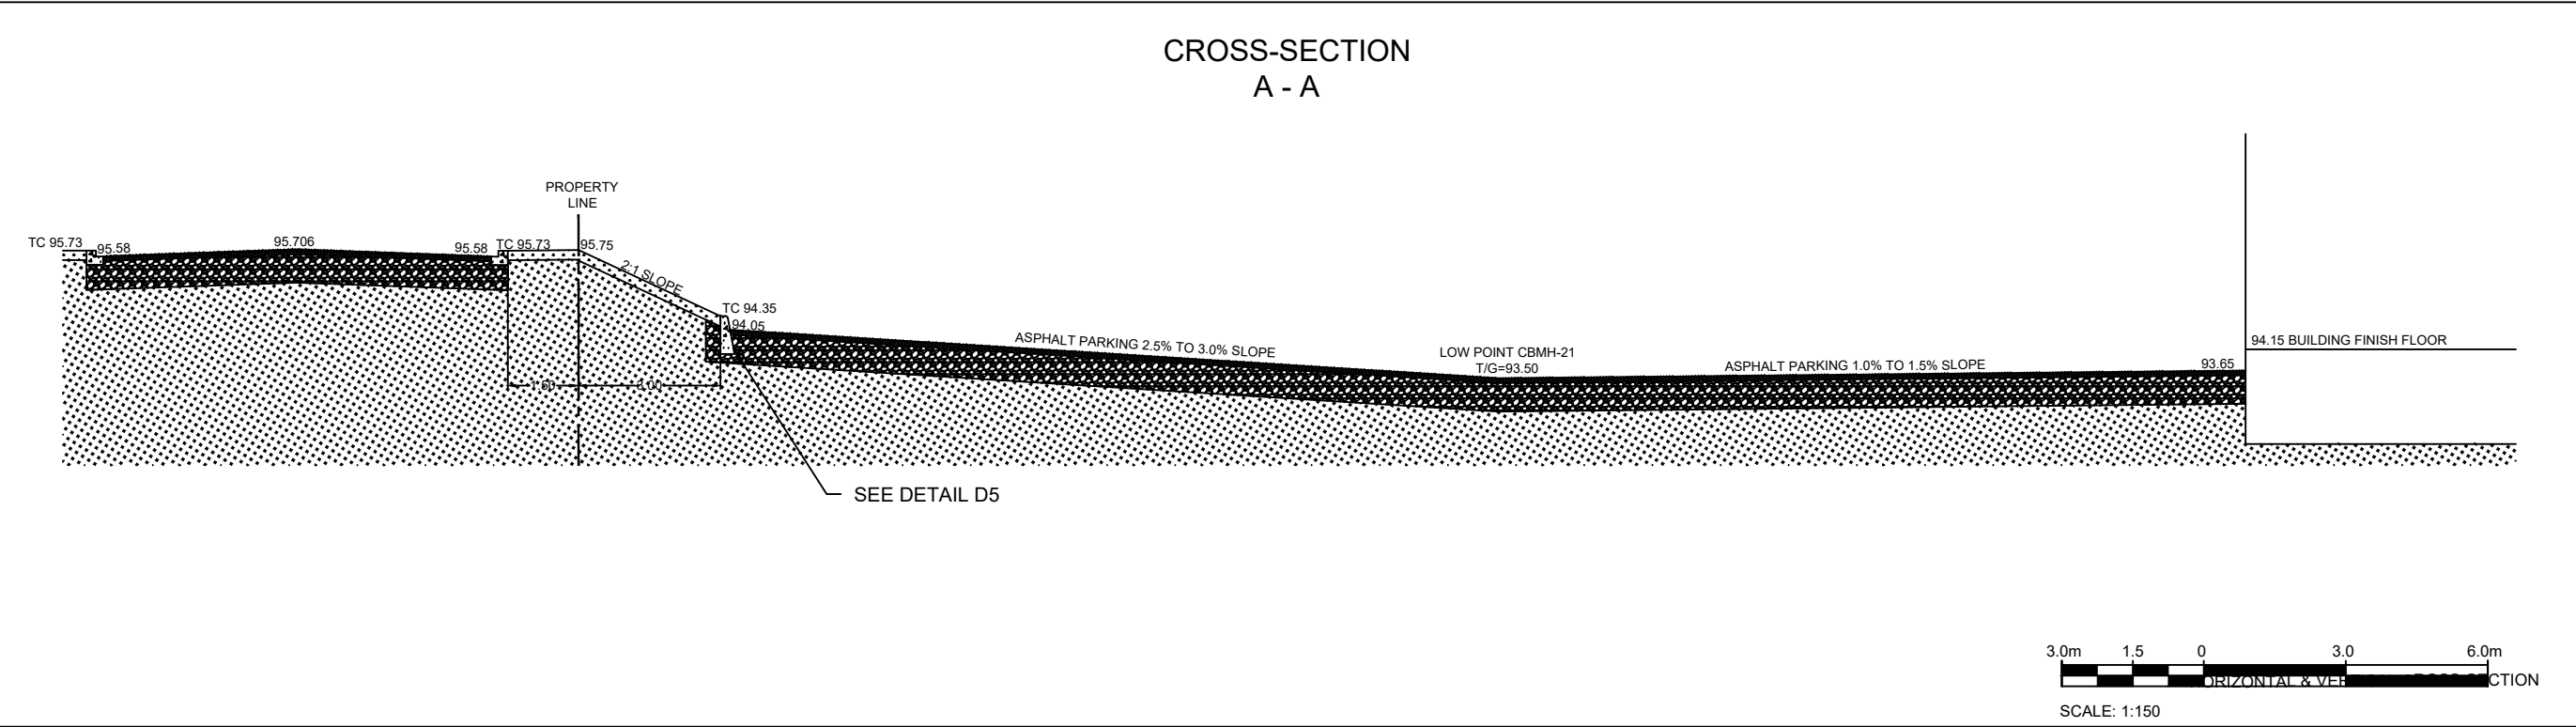 CROSS-SECTION
A - A
PROPERTY
LINE
TC 95.73
95.58
95.706
95.58
TC 95.73
95.75
2:1 SLOPE
TC 94.35
94.05
ASPHALT PARKING 2.5% TO 3.0% SLOPE
LOW POINT CBMH-21
T/G=93.50
ASPHALT PARKING 1.0% TO 1.5% SLOPE
93.65
94.15 BUILDING FINISH FLOOR
1.50
3.00
SEE DETAIL D5
3.0m 1.5 0 3.0 6.0m
HORIZONTAL & CROSS-SECTION
SCALE: 1:150